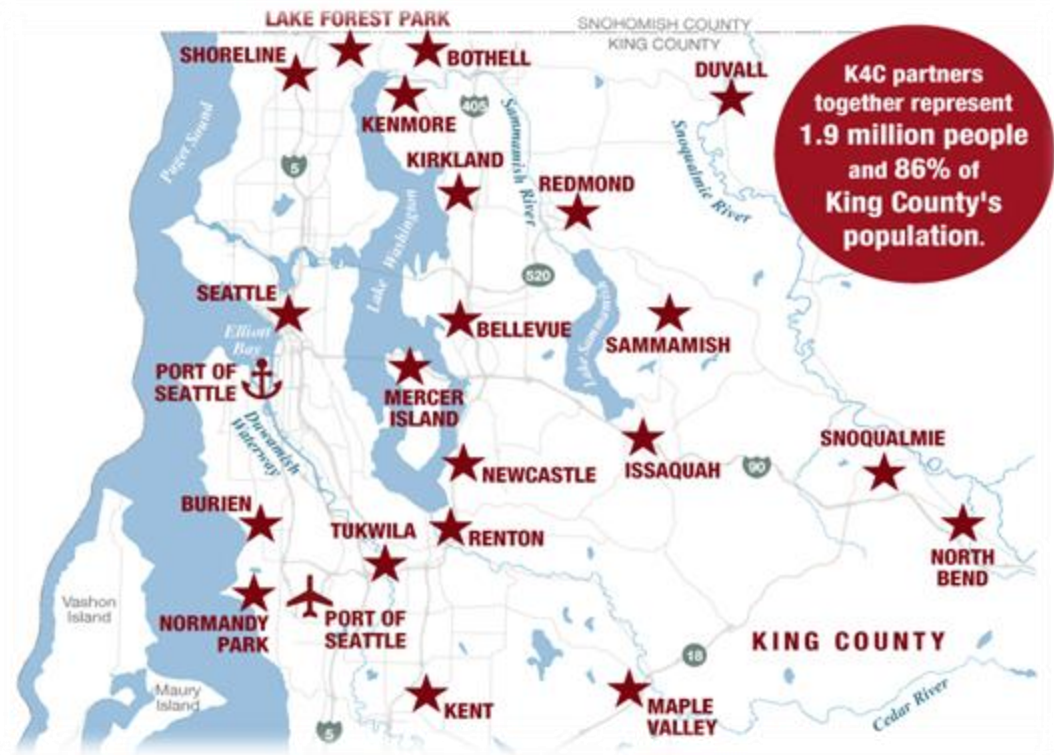 LAKE FOREST PARK
SNOHOMISH COUNTY
KING COUNTY
SHORELINE
BOTHELL
DUVALL
K4C partners
together represent
1.9 million people
and 86% of
King County's
population.
405
KENMORE
Sammamish River
Snoqualmie River
Puget Sound
5
KIRKLAND
REDMOND
Lake Washington
520
SEATTLE
Elliott
Bay
BELLEVUE
Lake Sammamish
SAMMAMISH
PORT OF
SEATTLE
MERCER
ISLAND
Duwamish
Waterway
SNOQUALMIE
NEWCASTLE
ISSAQUAH
90
BURIEN
TUKWILA
RENTON
NORTH
BEND
Vashon
Island
NORMANDY
PARK
PORT OF
SEATTLE
KING COUNTY
18
Maury
Island
KENT
MAPLE
VALLEY
Cedar River
5